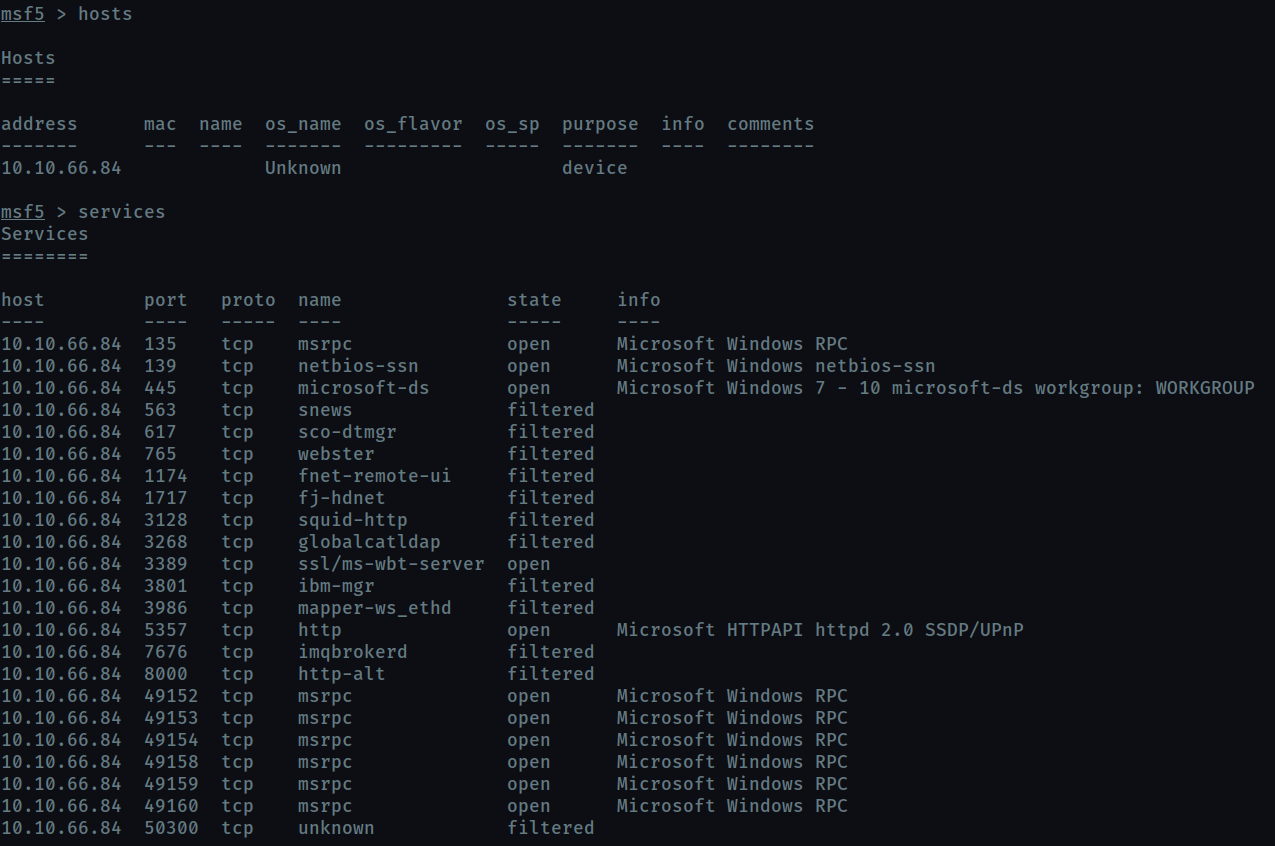 msf5 > hosts
Hosts
=====
address      mac  name  os_name  os_flavor  os_sp  purpose  info  comments
-------      ---  ----  -------  ---------  -----  -------  ----  --------
10.10.66.84             Unknown                    device
msf5 > services
Services
========
host         port   proto  name               state     info
----         ----   -----  ----               -----     ----
10.10.66.84  135    tcp    msrpc              open      Microsoft Windows RPC
10.10.66.84  139    tcp    netbios-ssn        open      Microsoft Windows netbios-ssn
10.10.66.84  445    tcp    microsoft-ds       open      Microsoft Windows 7 - 10 microsoft-ds workgroup: WORKGROUP
10.10.66.84  563    tcp    snews              filtered
10.10.66.84  617    tcp    sco-dtmgr          filtered
10.10.66.84  765    tcp    webster            filtered
10.10.66.84  1174   tcp    fnet-remote-ui     filtered
10.10.66.84  1717   tcp    fj-hdnet           filtered
10.10.66.84  3128   tcp    squid-http         filtered
10.10.66.84  3268   tcp    globalcatldap      filtered
10.10.66.84  3389   tcp    ssl/ms-wbt-server  open
10.10.66.84  3801   tcp    ibm-mgr            filtered
10.10.66.84  3986   tcp    mapper-ws_ethd     filtered
10.10.66.84  5357   tcp    http               open      Microsoft HTTPAPI httpd 2.0 SSDP/UPnP
10.10.66.84  7676   tcp    imqbrokerd         filtered
10.10.66.84  8000   tcp    http-alt           filtered
10.10.66.84  49152  tcp    msrpc              open      Microsoft Windows RPC
10.10.66.84  49153  tcp    msrpc              open      Microsoft Windows RPC
10.10.66.84  49154  tcp    msrpc              open      Microsoft Windows RPC
10.10.66.84  49158  tcp    msrpc              open      Microsoft Windows RPC
10.10.66.84  49159  tcp    msrpc              open      Microsoft Windows RPC
10.10.66.84  49160  tcp    msrpc              open      Microsoft Windows RPC
10.10.66.84  50300  tcp    unknown            filtered